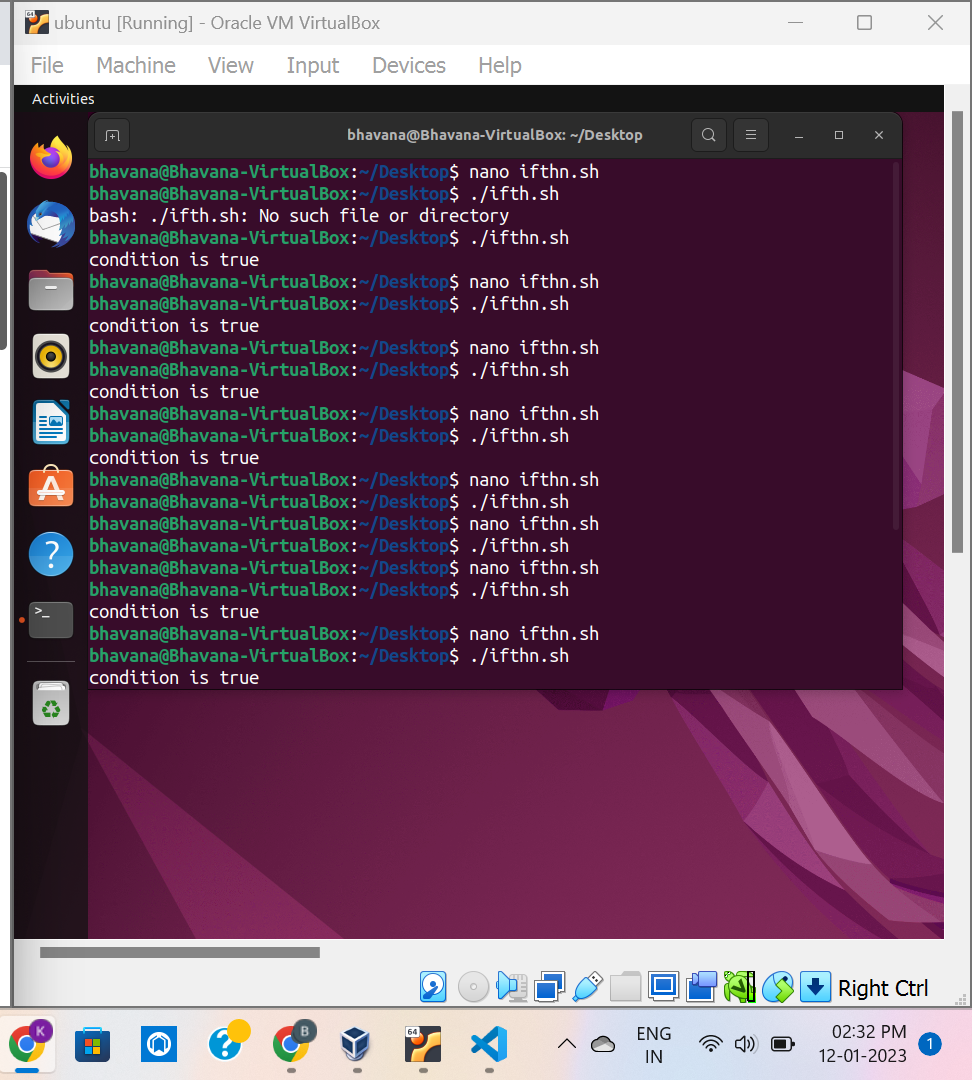 ubuntu [Running] - Oracle VM VirtualBox
File Machine View Input Devices Help
Activities
bhavana@Bhavana-VirtualBox: ~/Desktop
bhavana@Bhavana-VirtualBox:~/Desktop$ nano ifthn.sh
bhavana@Bhavana-VirtualBox:~/Desktop$ ./ifth.sh
bash: ./ifth.sh: No such file or directory
bhavana@Bhavana-VirtualBox:~/Desktop$ ./ifthn.sh
condition is true
bhavana@Bhavana-VirtualBox:~/Desktop$ nano ifthn.sh
bhavana@Bhavana-VirtualBox:~/Desktop$ ./ifthn.sh
condition is true
bhavana@Bhavana-VirtualBox:~/Desktop$ nano ifthn.sh
bhavana@Bhavana-VirtualBox:~/Desktop$ ./ifthn.sh
condition is true
bhavana@Bhavana-VirtualBox:~/Desktop$ nano ifthn.sh
bhavana@Bhavana-VirtualBox:~/Desktop$ ./ifthn.sh
condition is true
bhavana@Bhavana-VirtualBox:~/Desktop$ nano ifthn.sh
bhavana@Bhavana-VirtualBox:~/Desktop$ ./ifthn.sh
bhavana@Bhavana-VirtualBox:~/Desktop$ nano ifthn.sh
bhavana@Bhavana-VirtualBox:~/Desktop$ ./ifthn.sh
bhavana@Bhavana-VirtualBox:~/Desktop$ nano ifthn.sh
bhavana@Bhavana-VirtualBox:~/Desktop$ ./ifthn.sh
condition is true
bhavana@Bhavana-VirtualBox:~/Desktop$ nano ifthn.sh
bhavana@Bhavana-VirtualBox:~/Desktop$ ./ifthn.sh
condition is true
Right Ctrl
K
B
64
ENG
IN
02:32 PM
12-01-2023
1